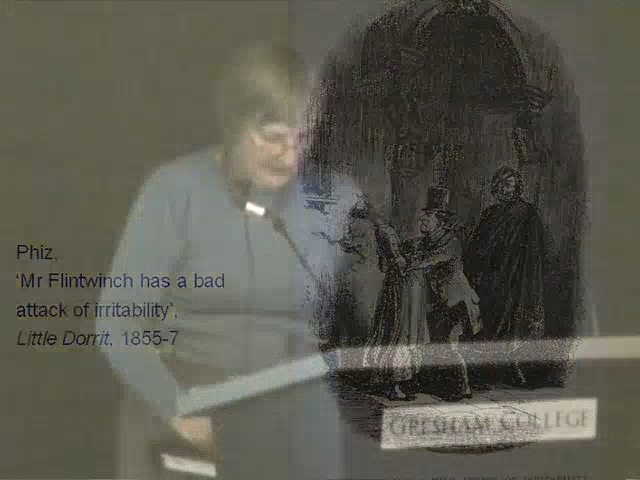 Phiz,
'Mr Flintwinch has a bad
attack of irritability',
Little Dorrit, 1855-7
GRESHAM COLLEGE